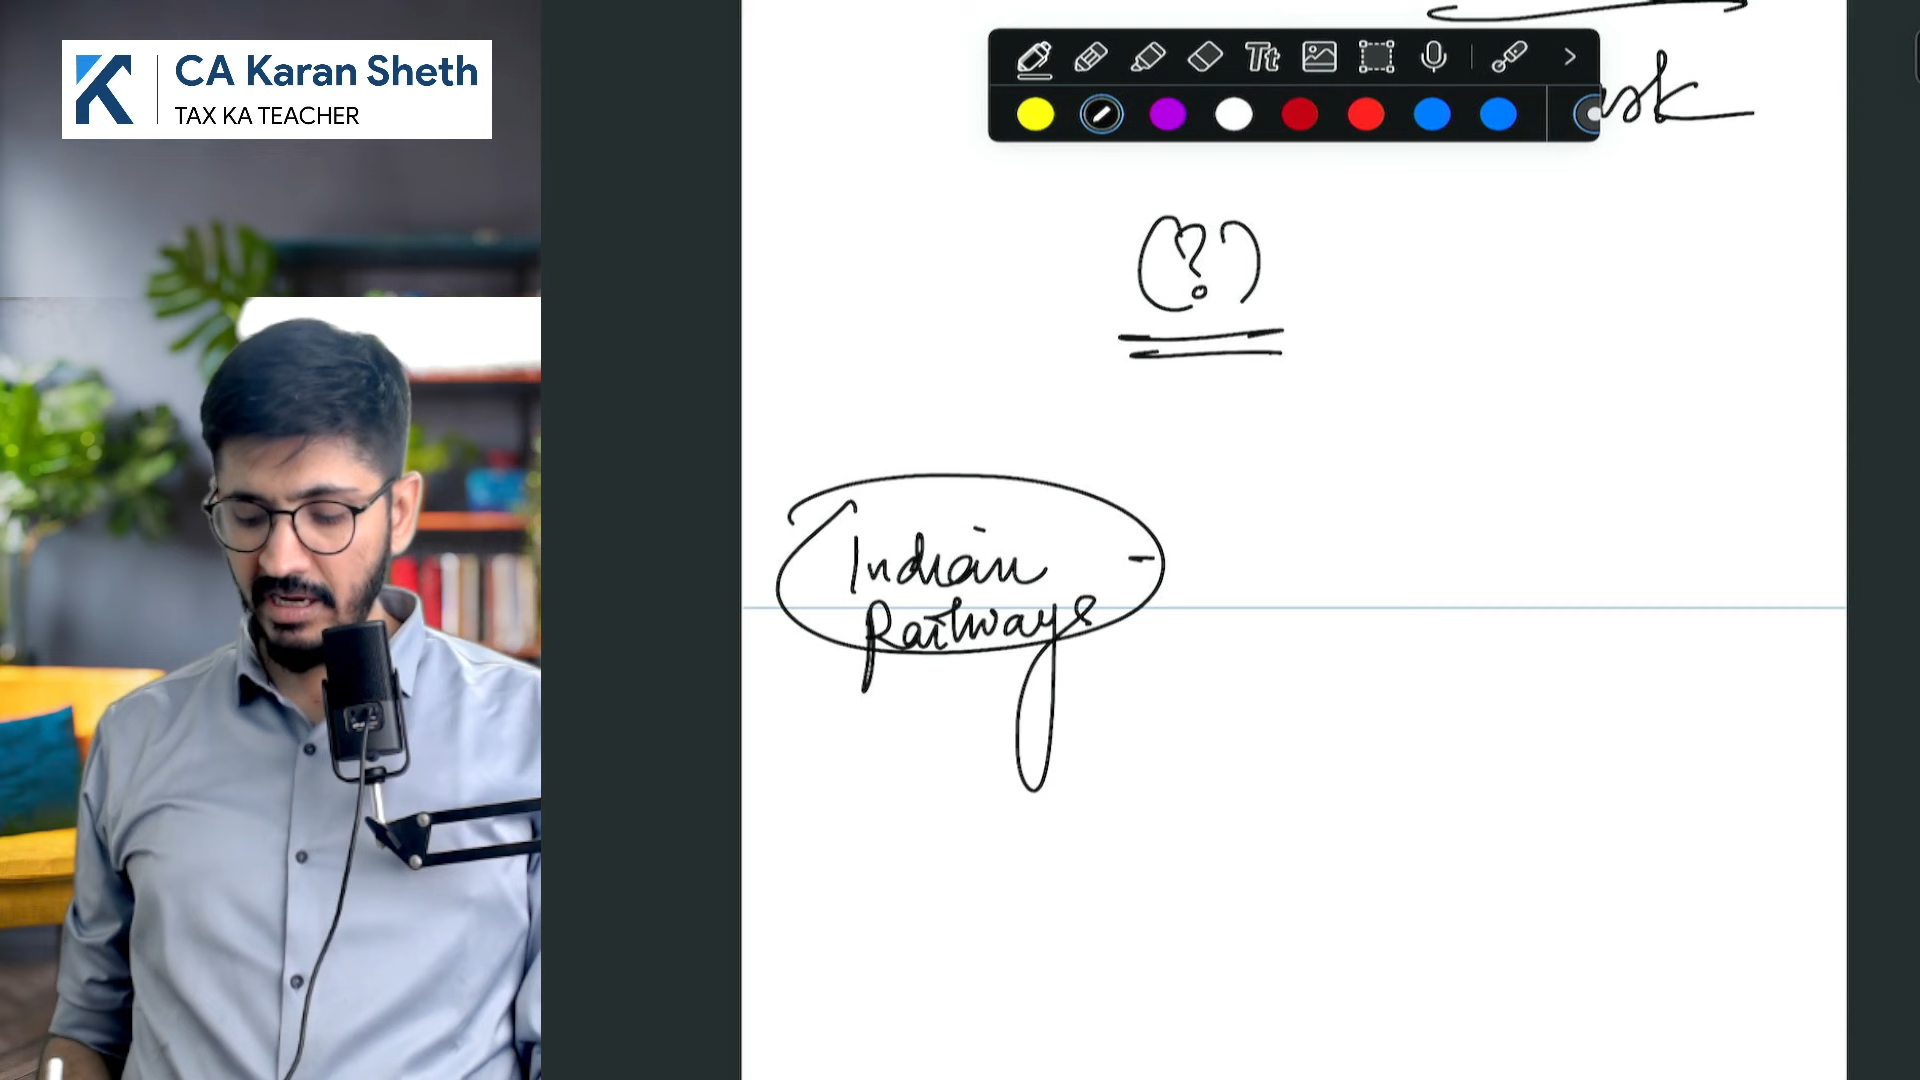 CA Karan Sheth
TAX KA TEACHER
Tt
(?)
Indian -
Railways